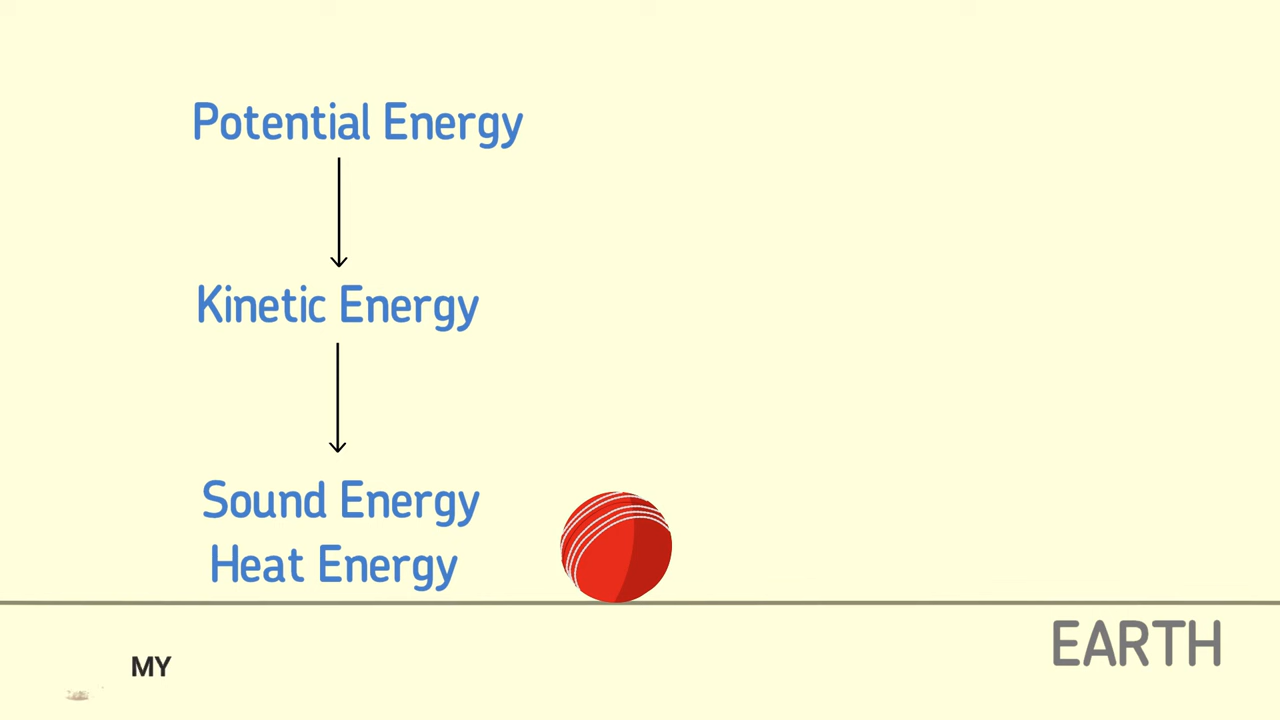 Potential Energy
Kinetic Energy
Sound Energy
Heat Energy
EARTH
MY